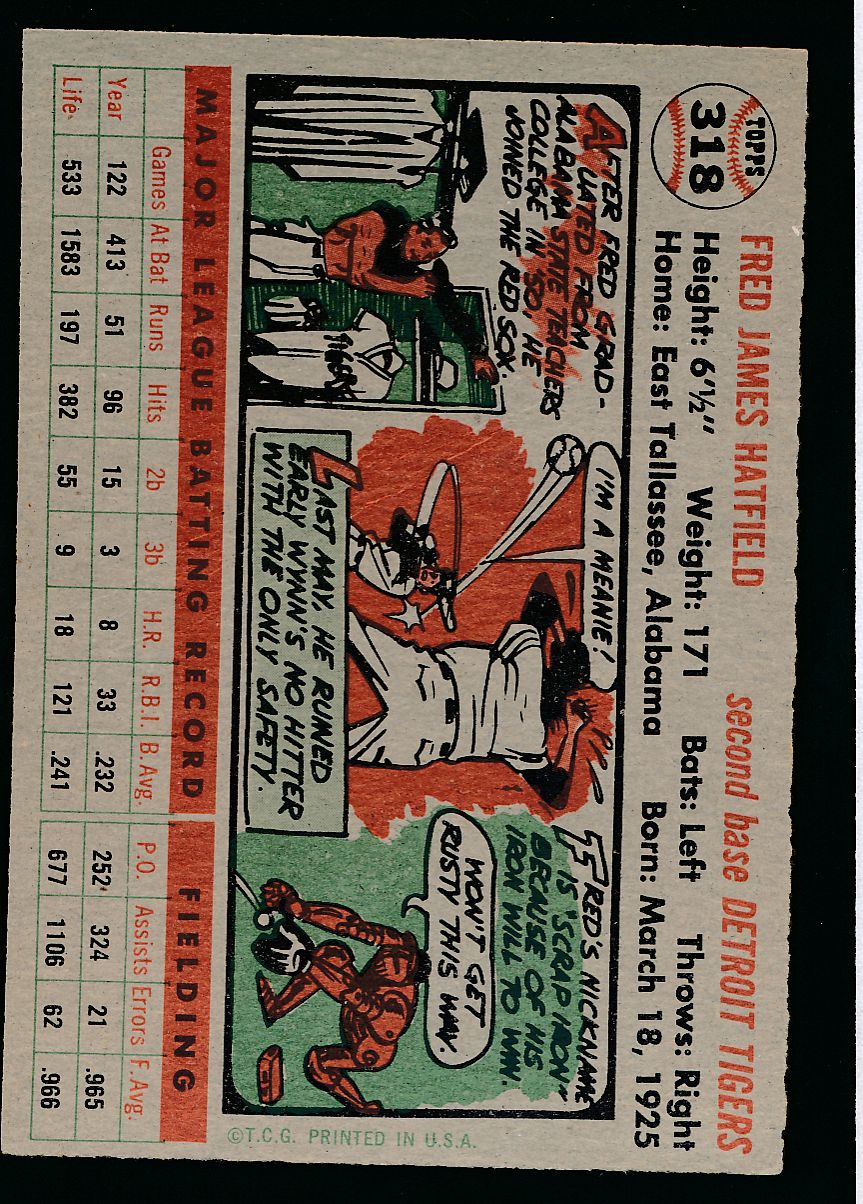 TOPPS
318
FRED JAMES HATFIELD second base DETROIT TIGERS
Height: 6'½" Weight: 171 Bats: Left Throws: Right
Home: East Tallassee, Alabama Born: March 18, 1925
AFTER FRED GRAD-
UATED FROM
ALABAMA STATE TEACHERS
COLLEGE IN '50, HE
JOINED THE RED SOX.
TIGERS
I'M A MEANIE!
LAST MAY, HE RUINED
EARLY WYNN'S NO HITTER
WITH THE ONLY SAFETY.
FRED'S NICKNAME
IS "SCRAP IRON"
BECAUSE OF HIS
IRON WILL TO WIN.
WON'T GET
RUSTY THIS WAY.
MAJOR LEAGUE BATTING RECORD FIELDING
Games At Bat Runs Hits 2b 3b H.R. R.B.I. B.Avg. P.O. Assists Errors F.Avg.
Year 122 413 51 96 15 3 8 33 .232 252 324 21 .965
Life 533 1583 197 382 55 9 18 121 .241 677 1106 62 .966
©T.C.G. PRINTED IN U.S.A.